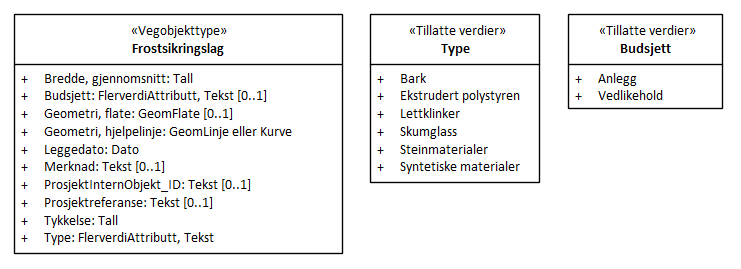 «Vegobjekttype»
Frostsikringslag
+ Bredde, gjennomsnitt: Tall
+ Budsjett: FlerverdiAttributt, Tekst [0..1]
+ Geometri, flate: GeomFlate [0..1]
+ Geometri, hjelpelinje: GeomLinje eller Kurve
+ Leggedato: Dato
+ Merknad: Tekst [0..1]
+ ProsjektInternObjekt_ID: Tekst [0..1]
+ Prosjektreferanse: Tekst [0..1]
+ Tykkelse: Tall
+ Type: FlerverdiAttributt, Tekst
«Tillatte verdier»
Type
+ Bark
+ Ekstrudert polystyren
+ Lettklinker
+ Skumglass
+ Steinmaterialer
+ Syntetiske materialer
«Tillatte verdier»
Budsjett
+ Anlegg
+ Vedlikehold